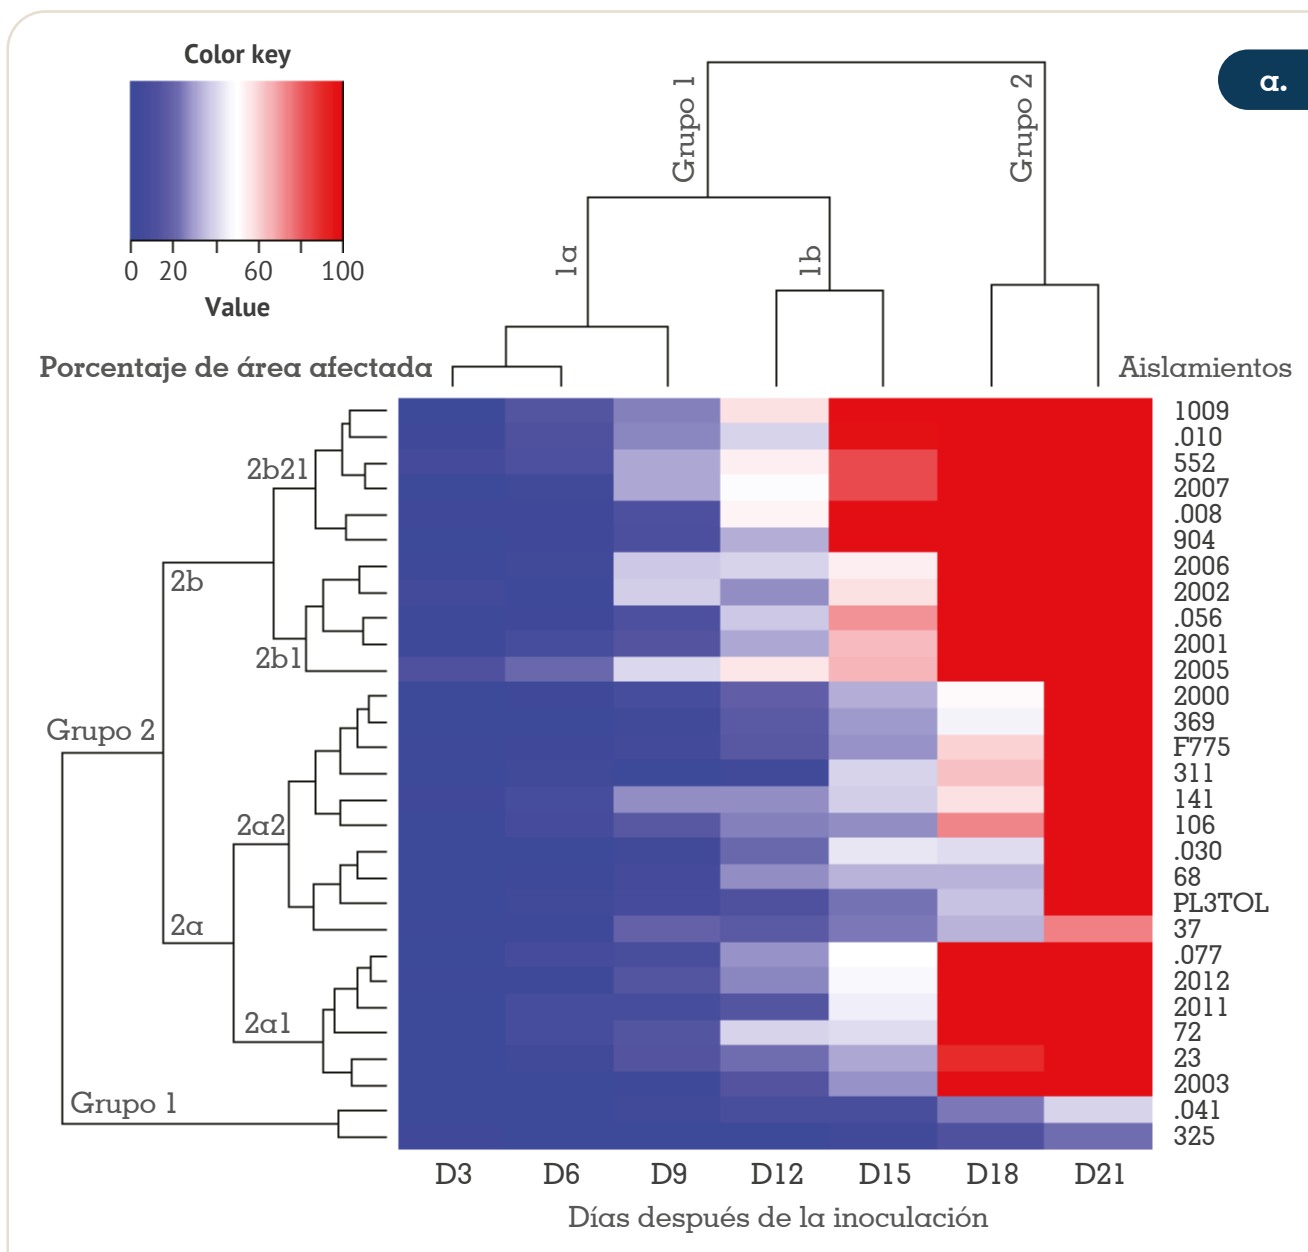 Color key
α.
0 20 60 100
Value
Grupo 1
Grupo 2
1a
1b
Porcentaje de área afectada
Aislamientos
1009
.010
552
2007
.008
904
2006
2002
.056
2001
2005
2000
369
F775
311
141
106
.030
68
PL3TOL
37
.077
2012
2011
72
23
2003
.041
325
2b21
2b
2b1
Grupo 2
2a2
2a
2a1
Grupo 1
D3 D6 D9 D12 D15 D18 D21
Días después de la inoculación